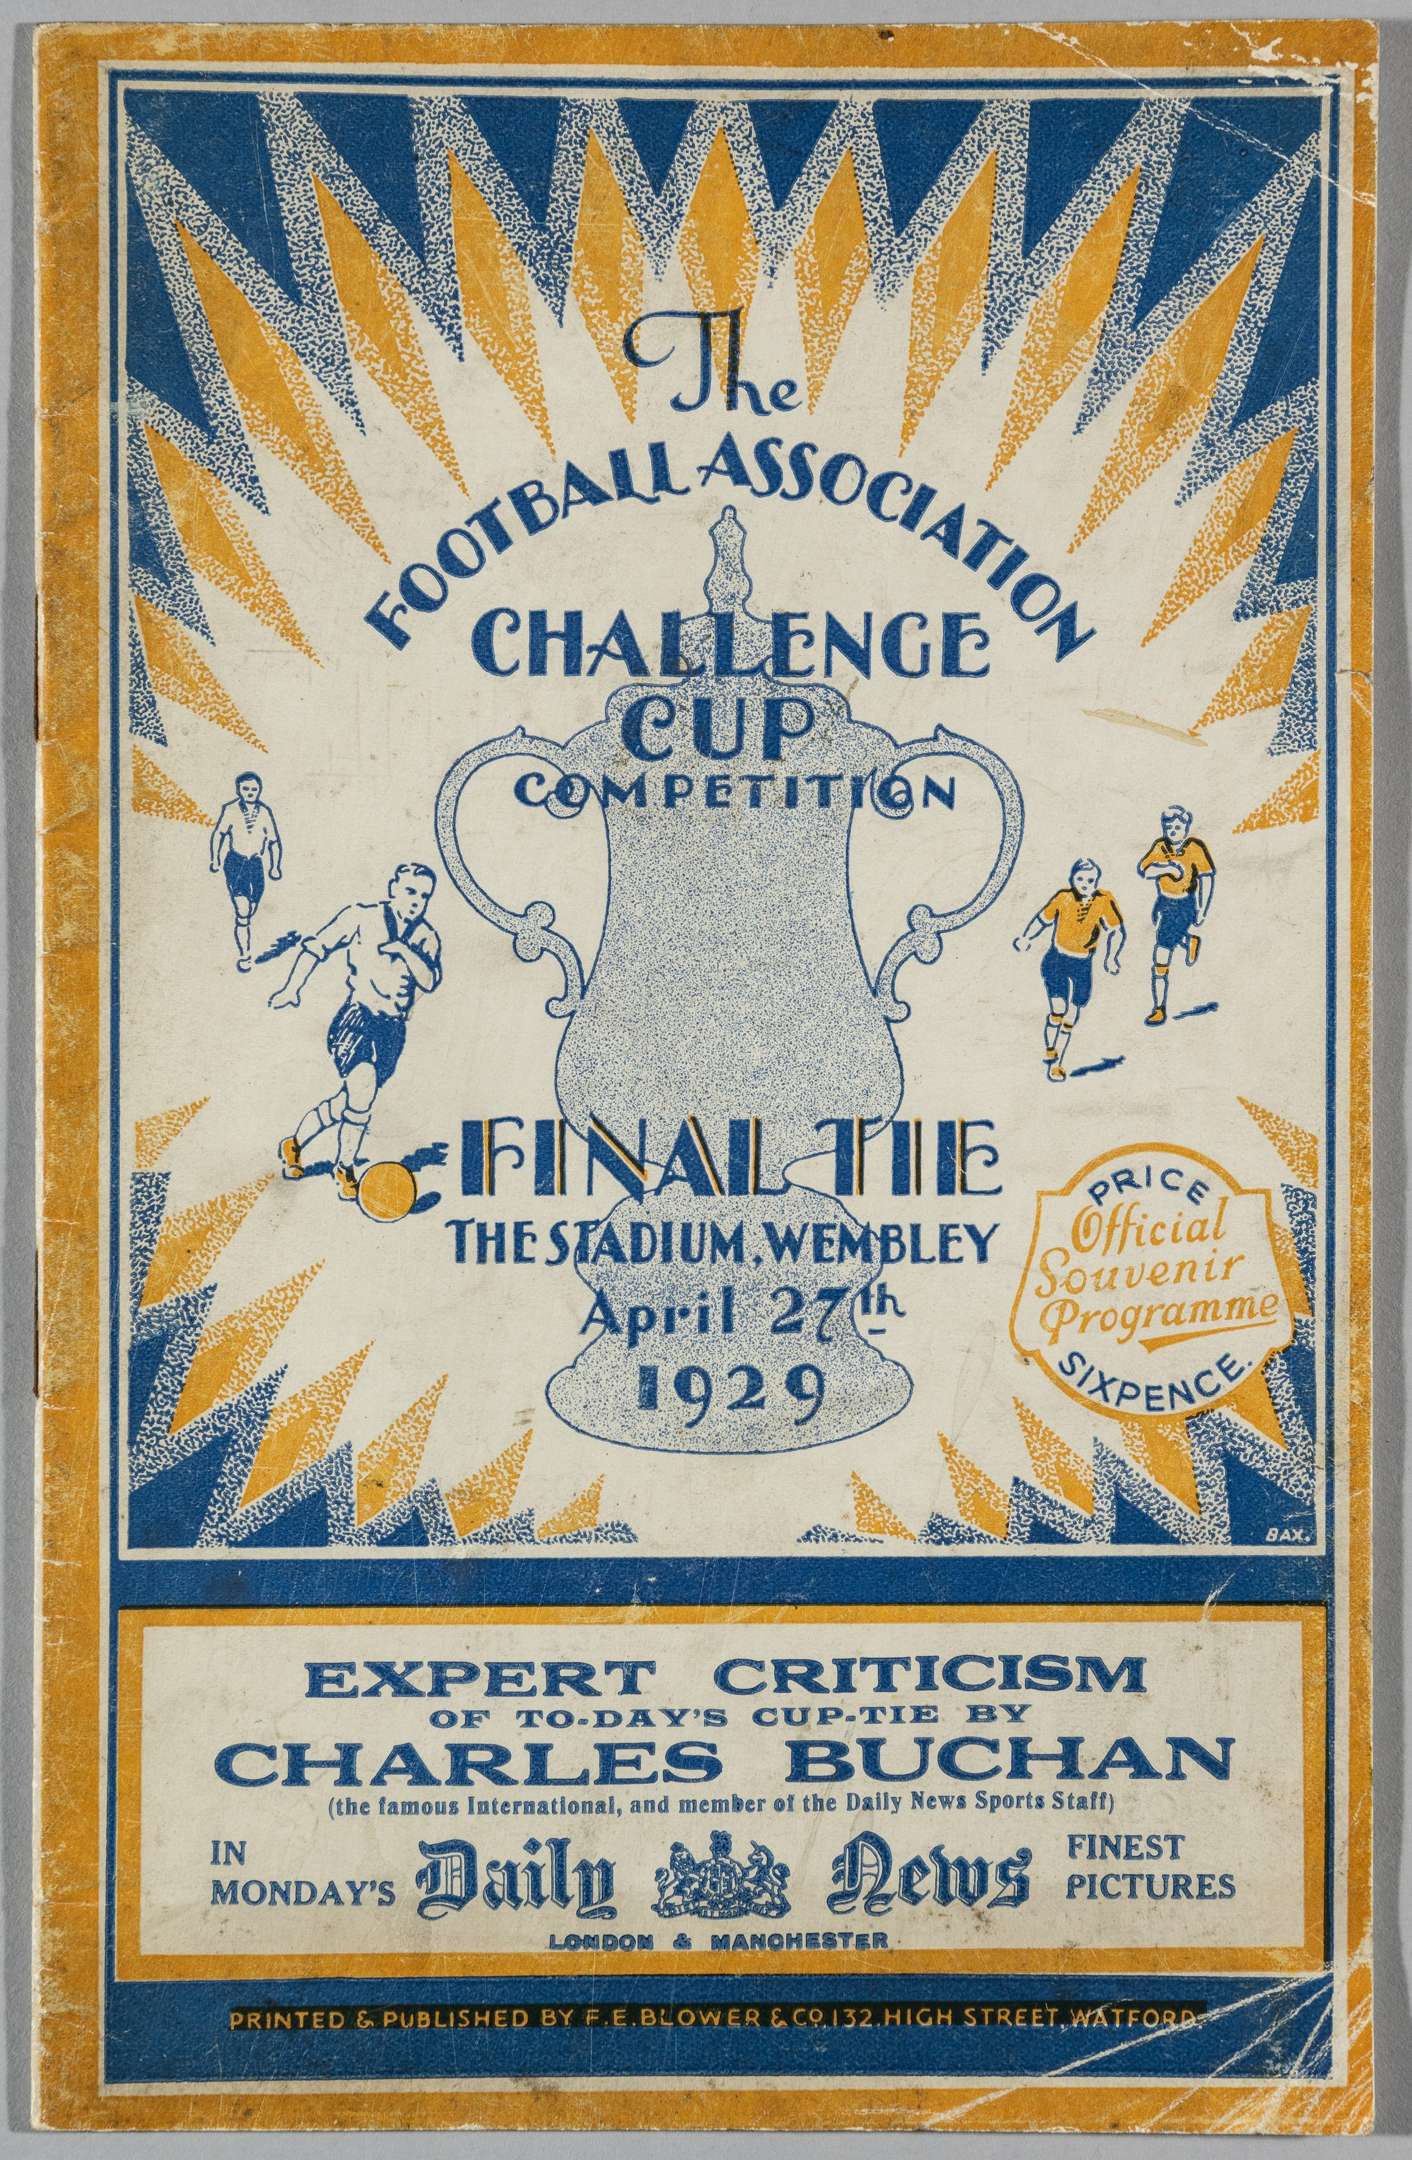 The
FOOTBALL ASSOCIATION
CHALLENGE
CUP
COMPETITION
FINAL TIE
THE STADIUM, WEMBLEY
April 27th
1929
PRICE
Official
Souvenir
Programme
SIXPENCE.
BAX.
EXPERT CRITICISM
OF TO-DAY'S CUP-TIE BY
CHARLES BUCHAN
(the famous International, and member of the Daily News Sports Staff)
IN
MONDAY'S
Daily News
FINEST
PICTURES
LONDON & MANCHESTER
PRINTED & PUBLISHED BY F.E. BLOWER & CO. 132, HIGH STREET, WATFORD.